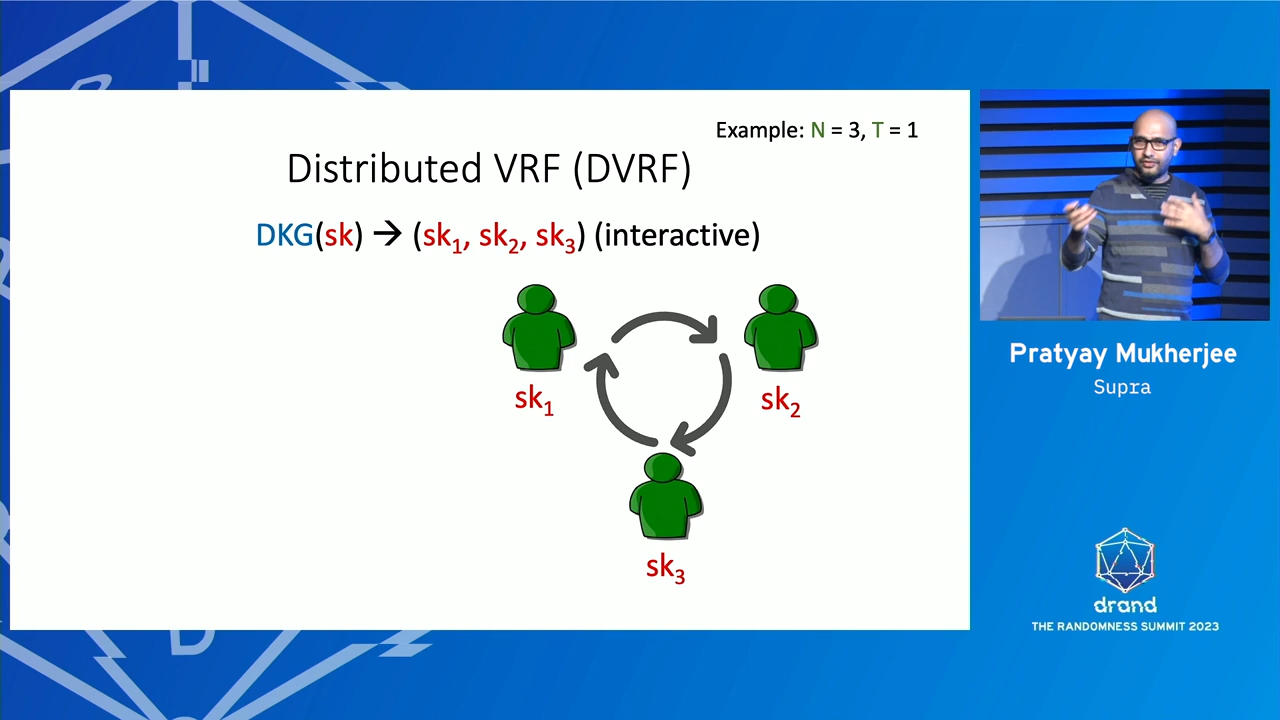 Example: N = 3, T = 1
Distributed VRF (DVRF)
DKG(sk) → (sk₁, sk₂, sk₃) (interactive)
sk₁
sk₂
sk₃
Pratyay Mukherjee
Supra
drand
THE RANDOMNESS SUMMIT 2023